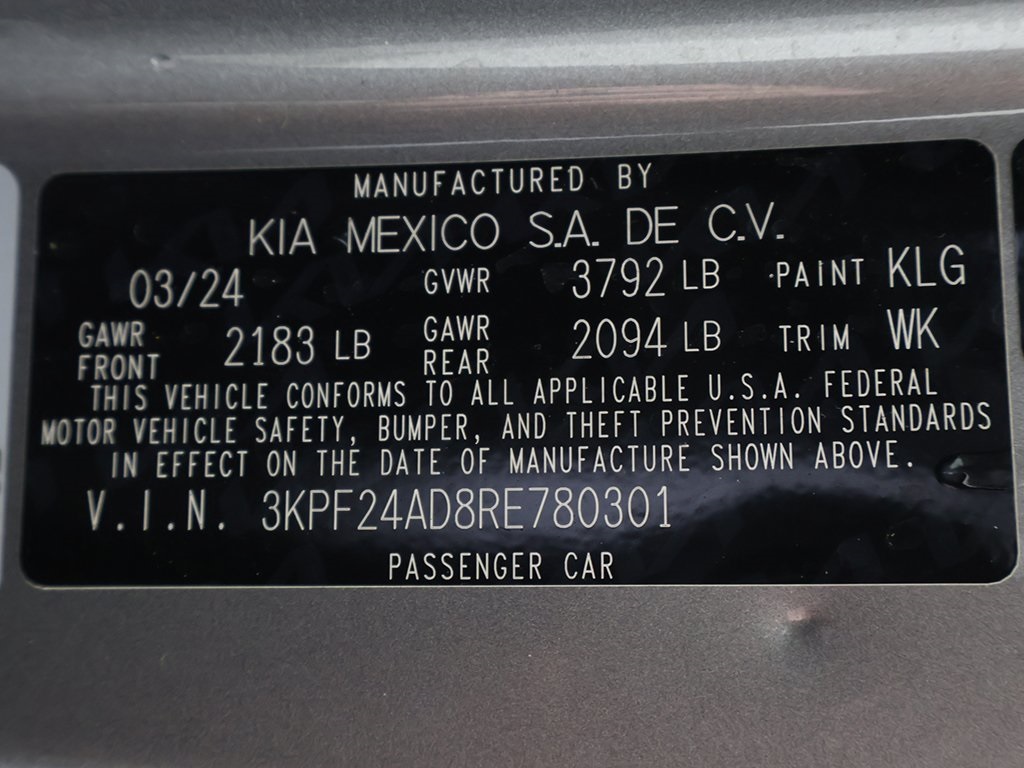 MANUFACTURED BY
KIA MEXICO S.A. DE C.V.
03/24 GVWR 3792 LB PAINT KLG
GAWR FRONT 2183 LB GAWR REAR 2094 LB TRIM WK
THIS VEHICLE CONFORMS TO ALL APPLICABLE U.S.A. FEDERAL
MOTOR VEHICLE SAFETY, BUMPER, AND THEFT PREVENTION STANDARDS
IN EFFECT ON THE DATE OF MANUFACTURE SHOWN ABOVE.
V.I.N. 3KPF24AD8RE780301
PASSENGER CAR